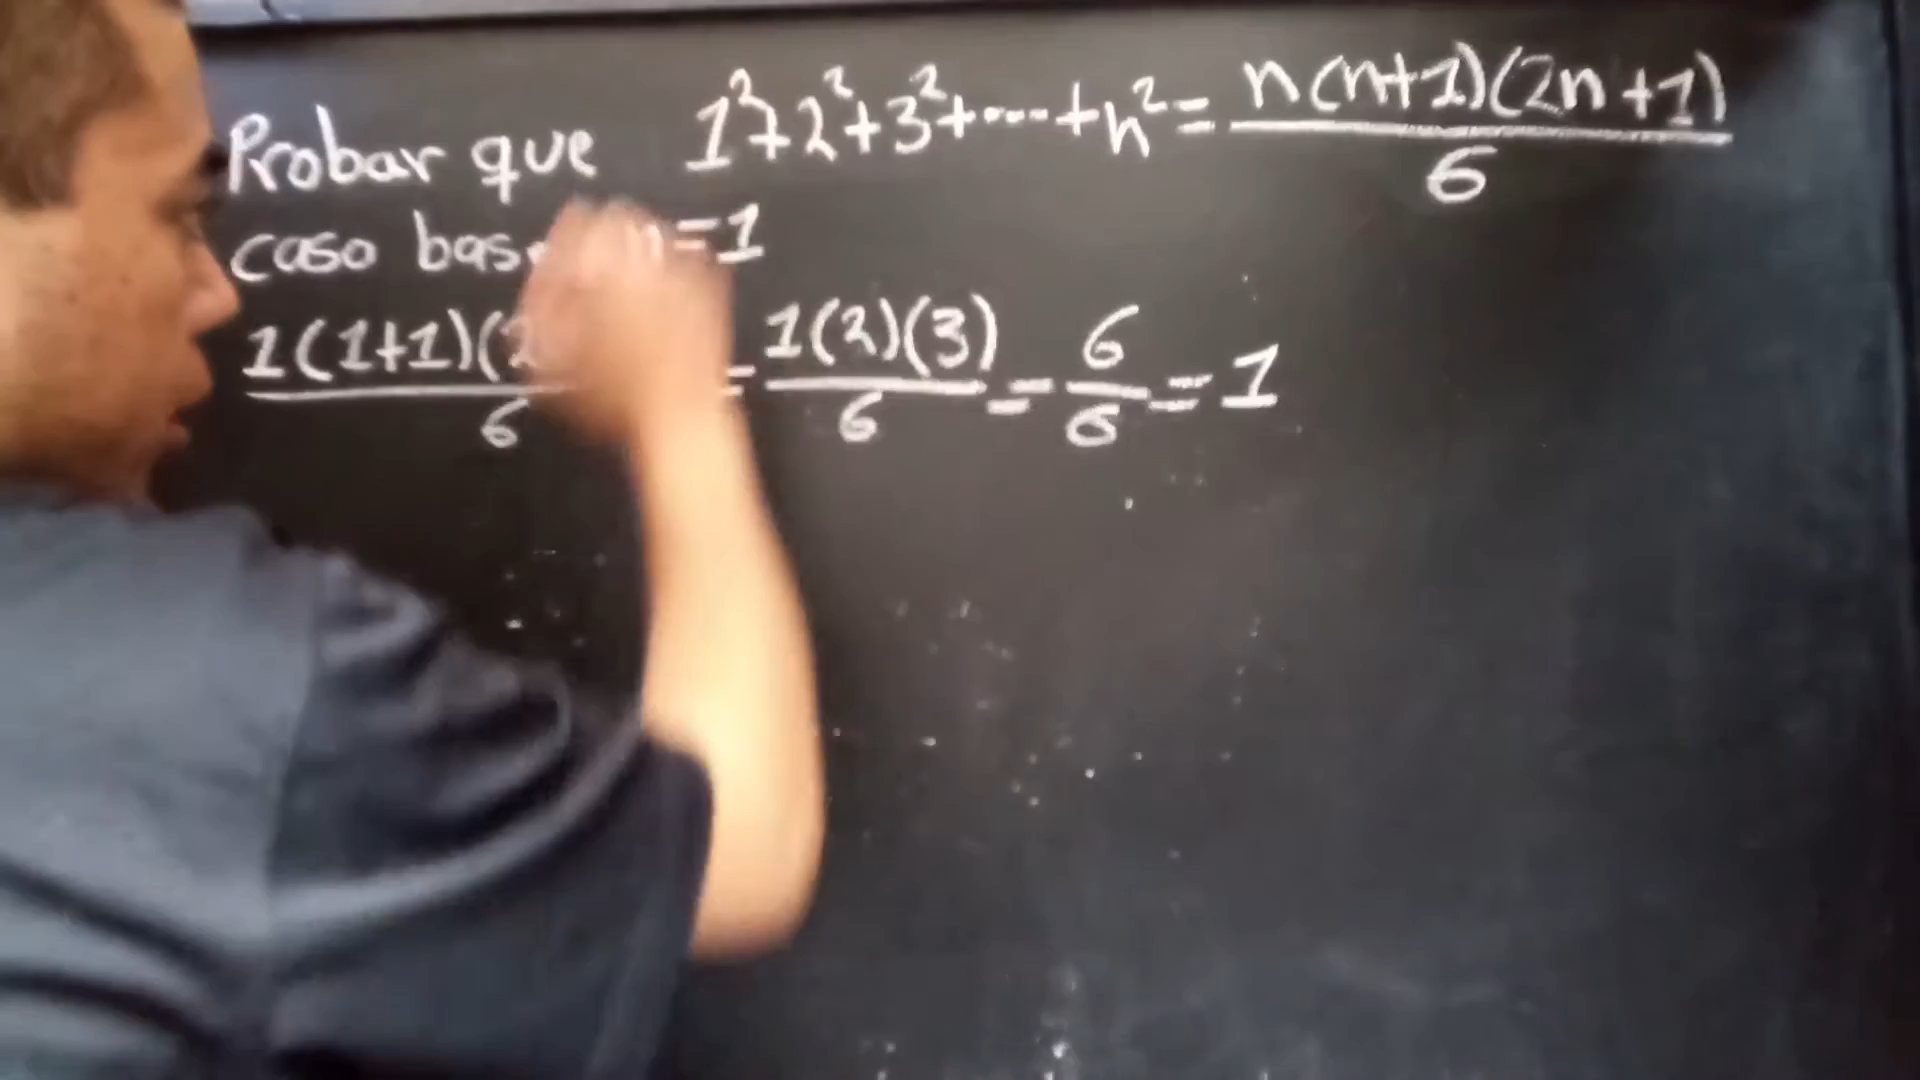 Probar que 1²+2²+3²+...+n² = n(n+1)(2n+1)/6
caso n=1
1(1+1)(2 /6 = 1(2)(3)/6 = 6/6 = 1